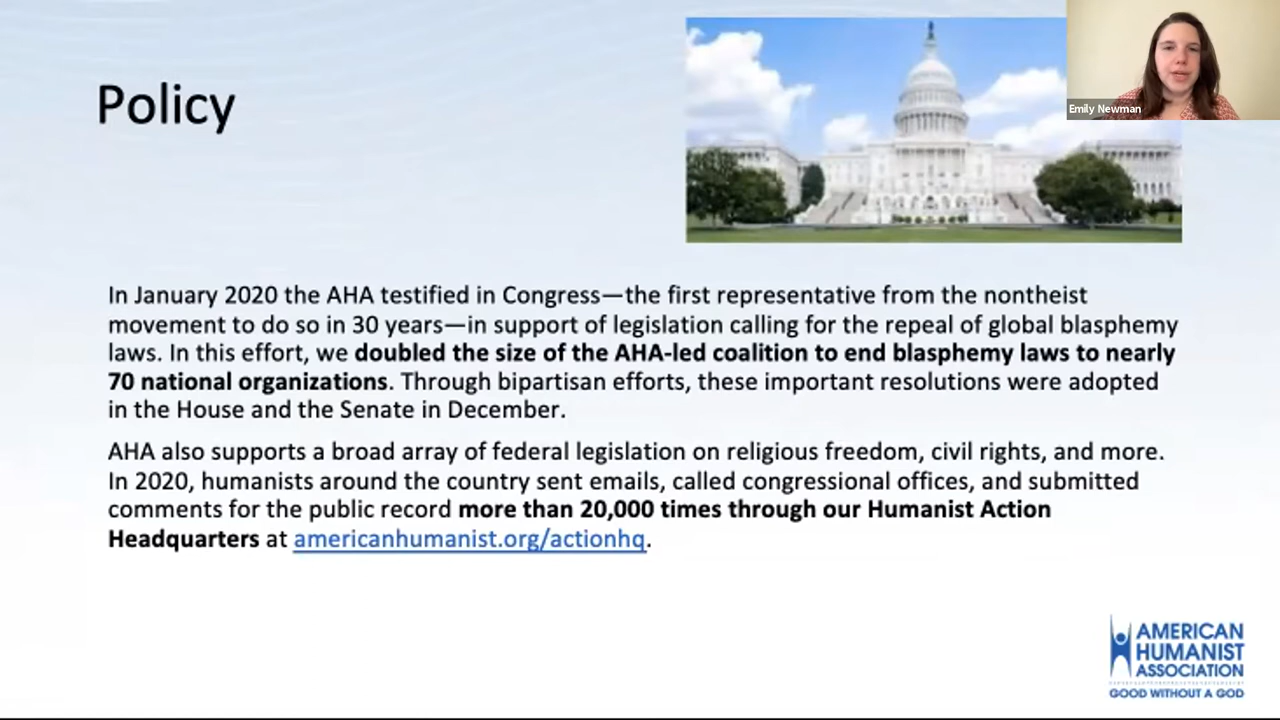 Policy
Emily Newman
In January 2020 the AHA testified in Congress—the first representative from the nontheist
movement to do so in 30 years—in support of legislation calling for the repeal of global blasphemy
laws. In this effort, we doubled the size of the AHA-led coalition to end blasphemy laws to nearly
70 national organizations. Through bipartisan efforts, these important resolutions were adopted
in the House and the Senate in December.
AHA also supports a broad array of federal legislation on religious freedom, civil rights, and more.
In 2020, humanists around the country sent emails, called congressional offices, and submitted
comments for the public record more than 20,000 times through our Humanist Action
Headquarters at americanhumanist.org/actionhq.
AMERICAN
HUMANIST
ASSOCIATION
GOOD WITHOUT A GOD